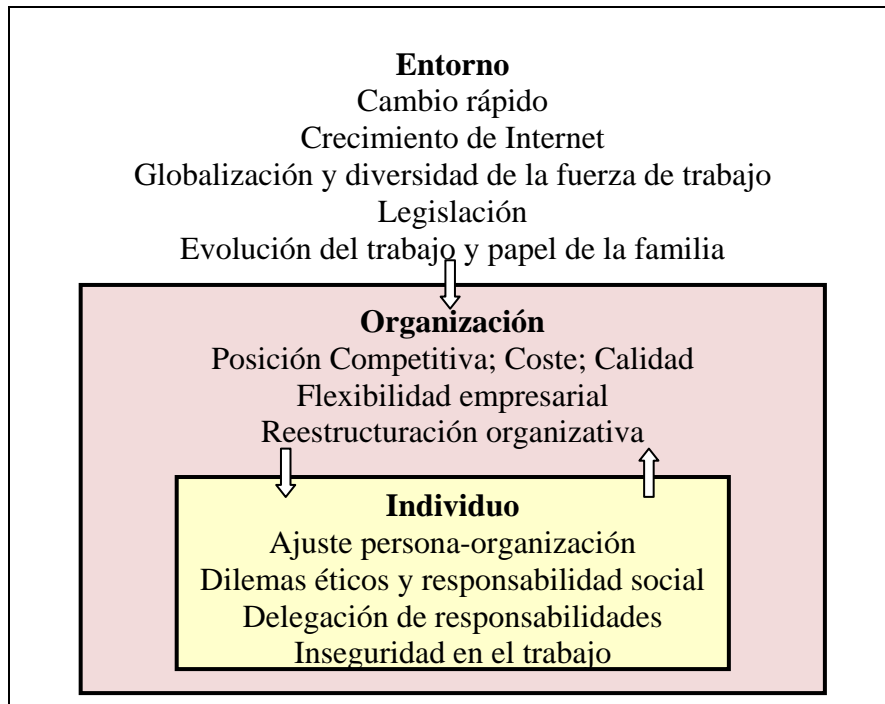 Entorno
Cambio rápido
Crecimiento de Internet
Globalización y diversidad de la fuerza de trabajo
Legislación
Evolución del trabajo y papel de la familia
Organización
Posición Competitiva; Coste; Calidad
Flexibilidad empresarial
Reestructuración organizativa
Individuo
Ajuste persona-organización
Dilemas éticos y responsabilidad social
Delegación de responsabilidades
Inseguridad en el trabajo